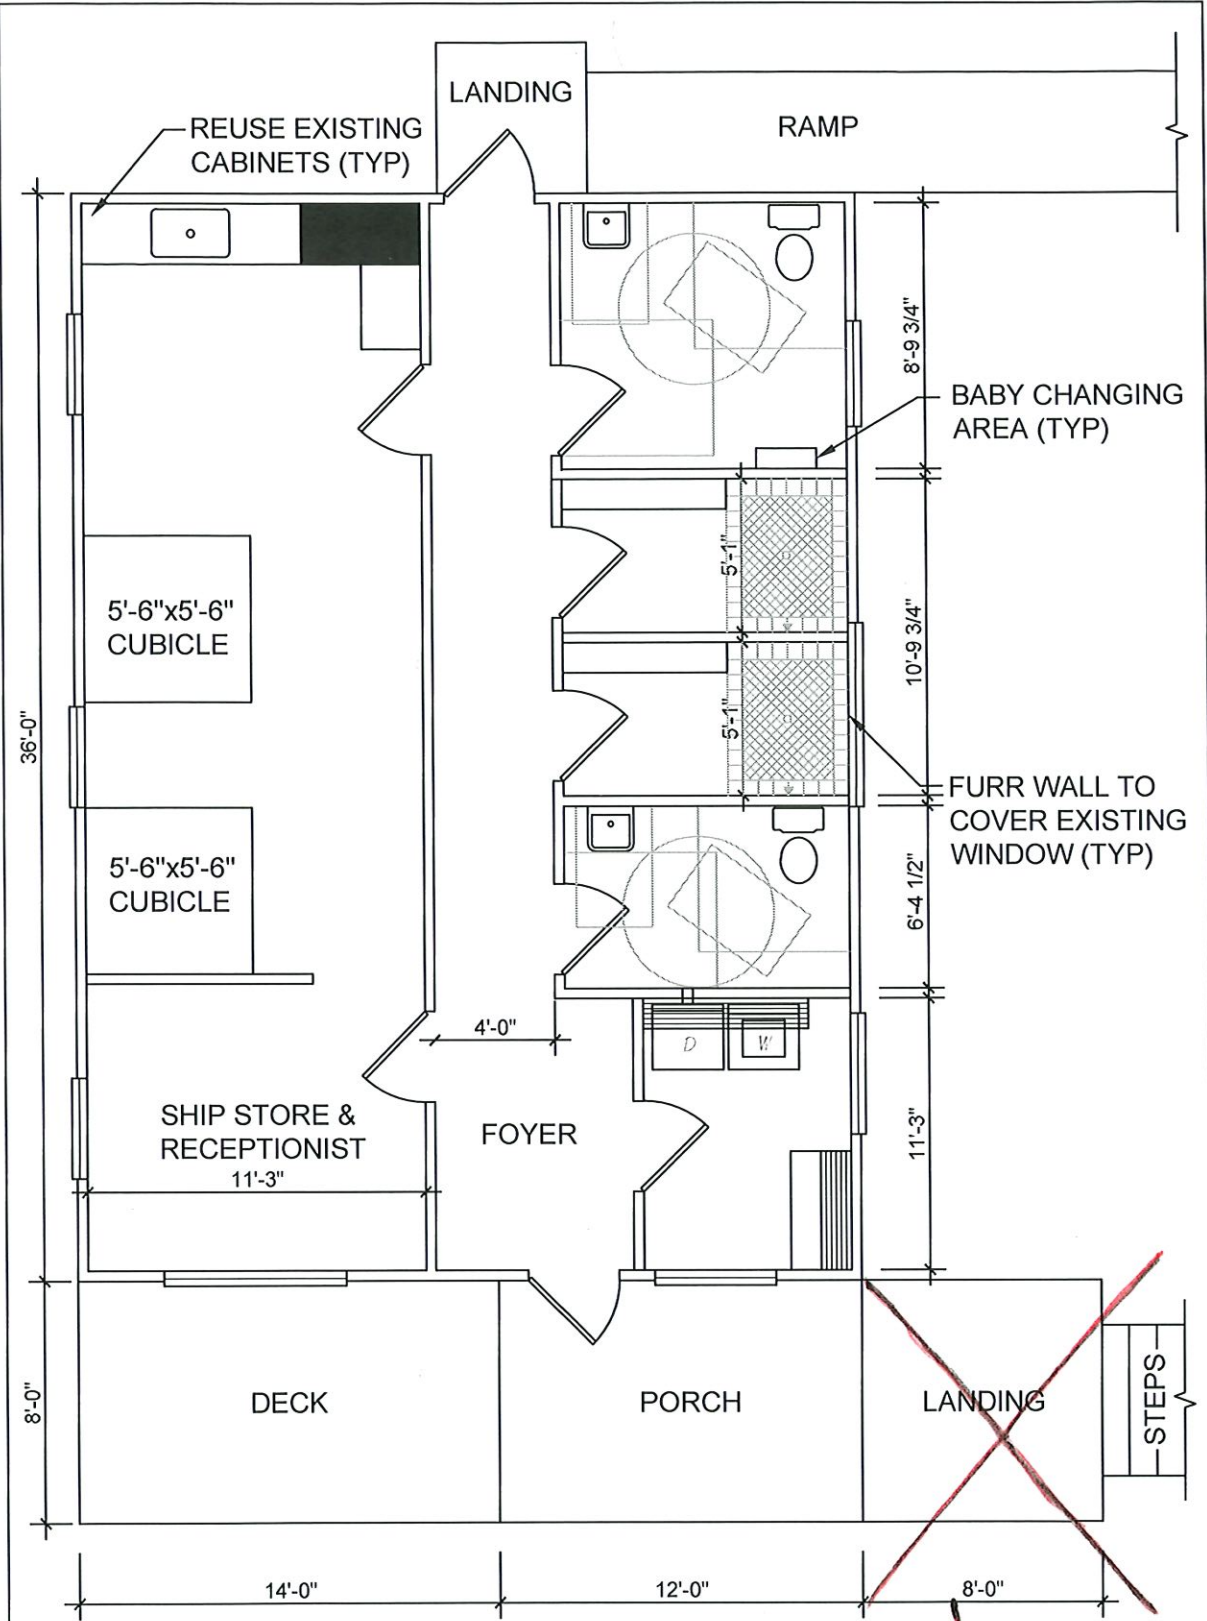 LANDING
RAMP
REUSE EXISTING
CABINETS (TYP)
8'-9 3/4"
BABY CHANGING
AREA (TYP)
5'-1"
5'-6"x5'-6"
CUBICLE
10'-9 3/4"
36'-0"
5'-1"
FURR WALL TO
COVER EXISTING
WINDOW (TYP)
5'-6"x5'-6"
CUBICLE
6'-4 1/2"
4'-0"
D
W
SHIP STORE &
RECEPTIONIST
11'-3"
FOYER
11'-3"
8'-0"
DECK
PORCH
LANDING
STEPS
14'-0"
12'-0"
8'-0"